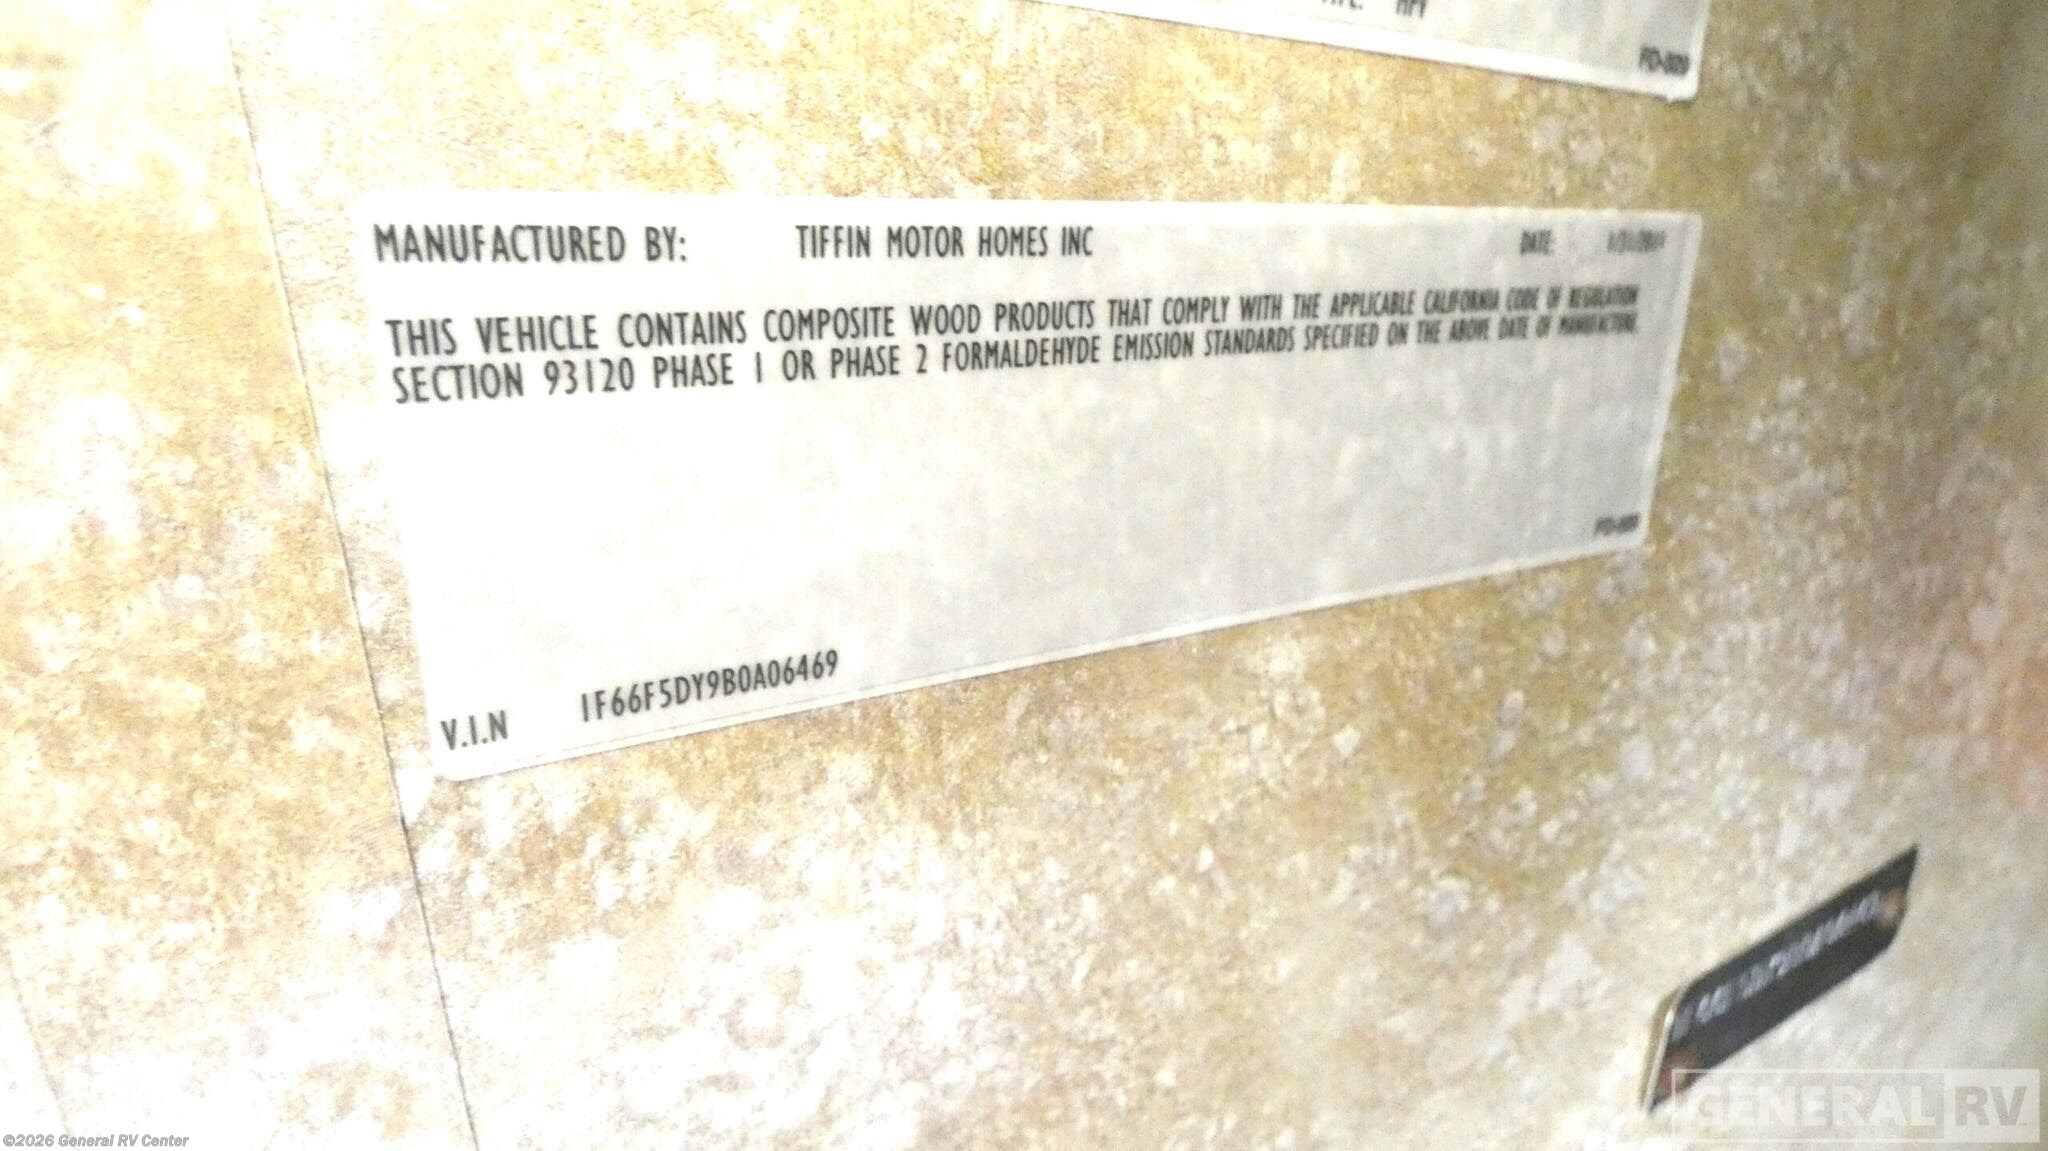 FO-009
MANUFACTURED BY: TIFFIN MOTOR HOMES INC DATE:
THIS VEHICLE CONTAINS COMPOSITE WOOD PRODUCTS THAT COMPLY WITH THE APPLICABLE CALIFORNIA CODE OF REGULATION
SECTION 93120 PHASE 1 OR PHASE 2 FORMALDEHYDE EMISSION STANDARDS SPECIFIED ON THE ABOVE DATE OF MANUFACTURE.
V.I.N 1F66F5DY9B0A06469
GENERAL RV
©2026 General RV Center